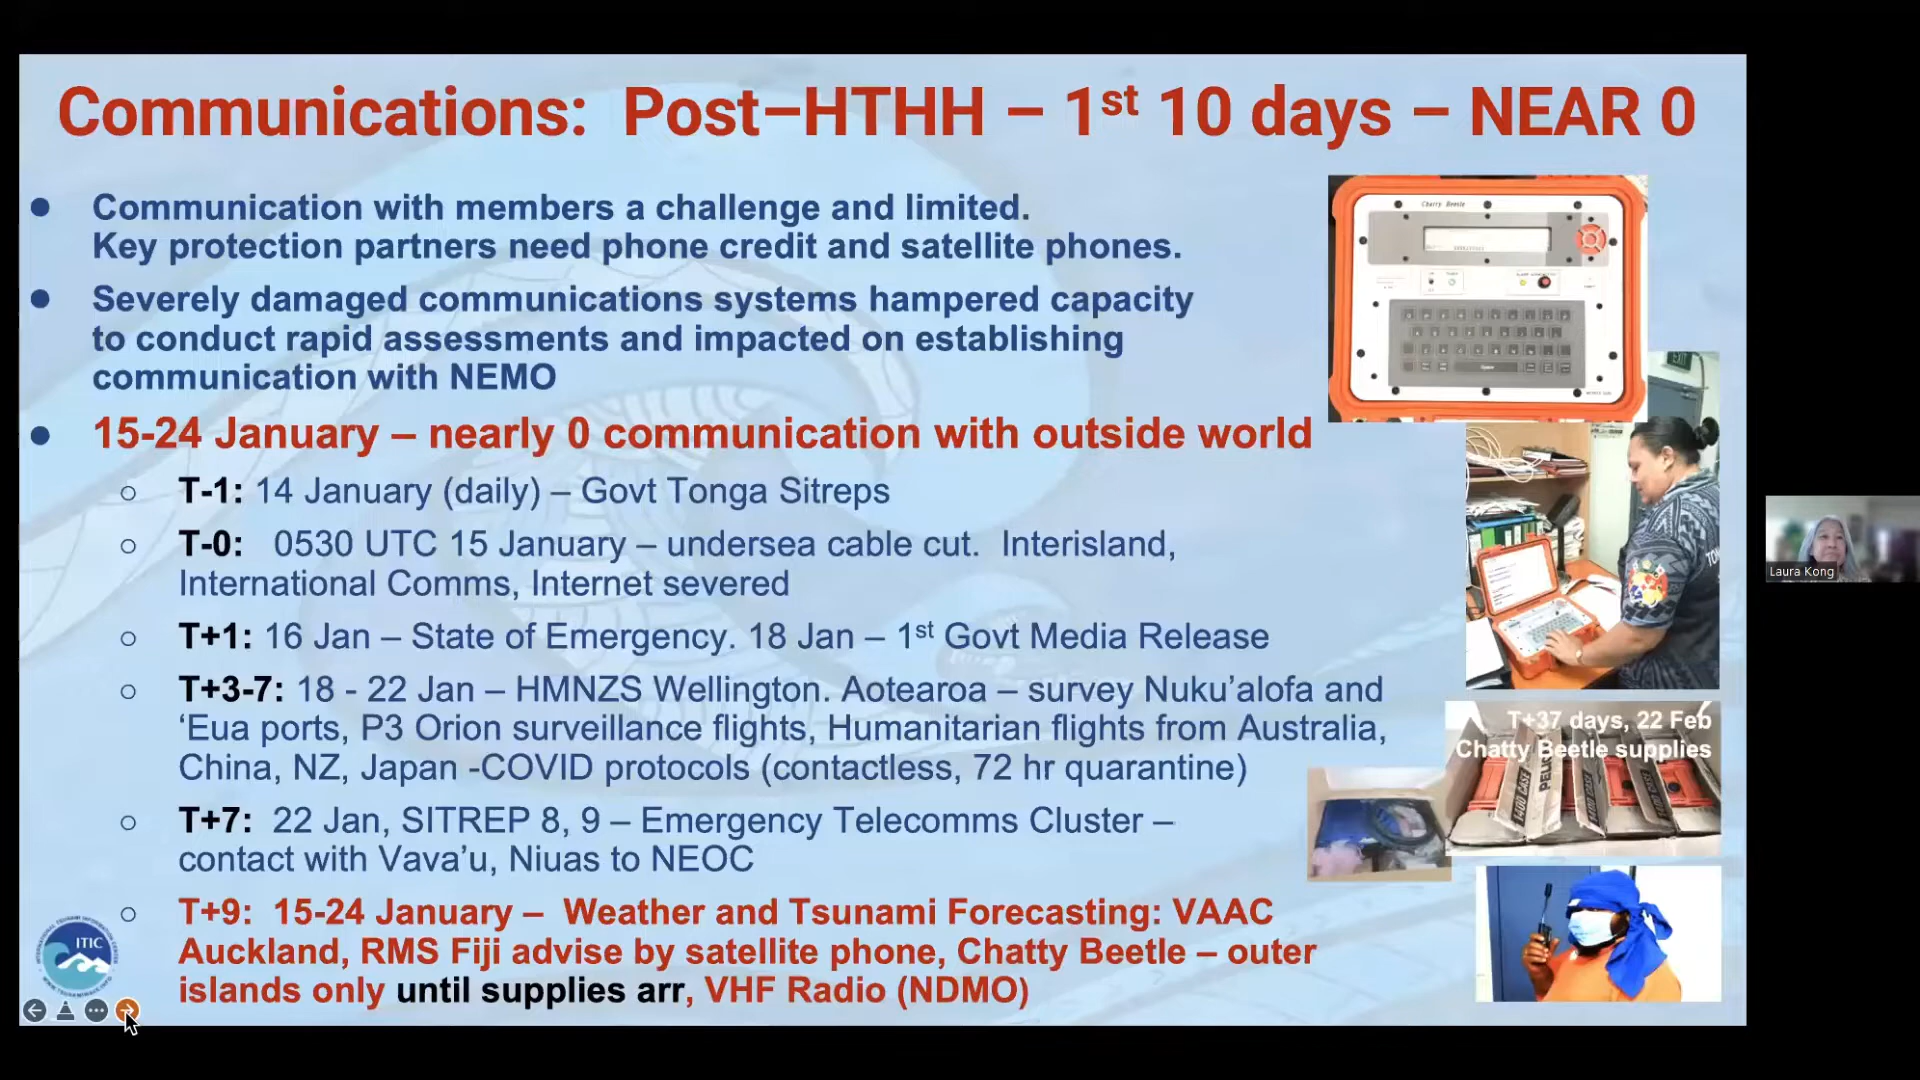 Communications: Post–HTHH – 1st 10 days – NEAR 0
Communication with members a challenge and limited.
Key protection partners need phone credit and satellite phones.
Severely damaged communications systems hampered capacity
to conduct rapid assessments and impacted on establishing
communication with NEMO
15-24 January – nearly 0 communication with outside world
T-1: 14 January (daily) – Govt Tonga Sitreps
T-0: 0530 UTC 15 January – undersea cable cut. Interisland,
International Comms, Internet severed
T+1: 16 Jan – State of Emergency. 18 Jan – 1st Govt Media Release
T+3-7: 18 - 22 Jan – HMNZS Wellington. Aotearoa – survey Nuku’alofa and
‘Eua ports, P3 Orion surveillance flights, Humanitarian flights from Australia,
China, NZ, Japan -COVID protocols (contactless, 72 hr quarantine)
T+7: 22 Jan, SITREP 8, 9 – Emergency Telecomms Cluster –
contact with Vava’u, Niuas to NEOC
T+9: 15-24 January – Weather and Tsunami Forecasting: VAAC
Auckland, RMS Fiji advise by satellite phone, Chatty Beetle – outer
islands only until supplies arr, VHF Radio (NDMO)
Chatty Beetle
EXIT
T+37 days, 22 Feb
Chatty Beetle supplies
1400 CASE
ITIC
Laura Kong